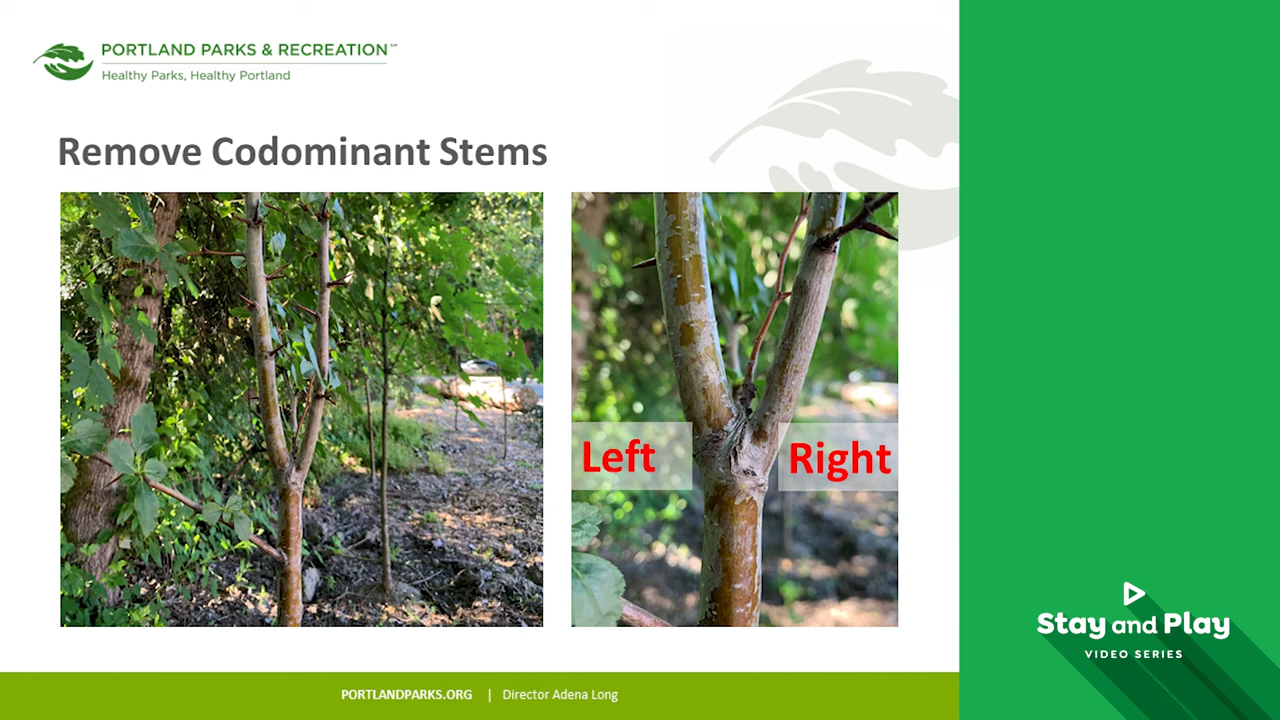 PORTLAND PARKS & RECREATION℠
Healthy Parks, Healthy Portland
Remove Codominant Stems
Left
Right
Stay and Play
VIDEO SERIES
PORTLANDPARKS.ORG | Director Adena Long